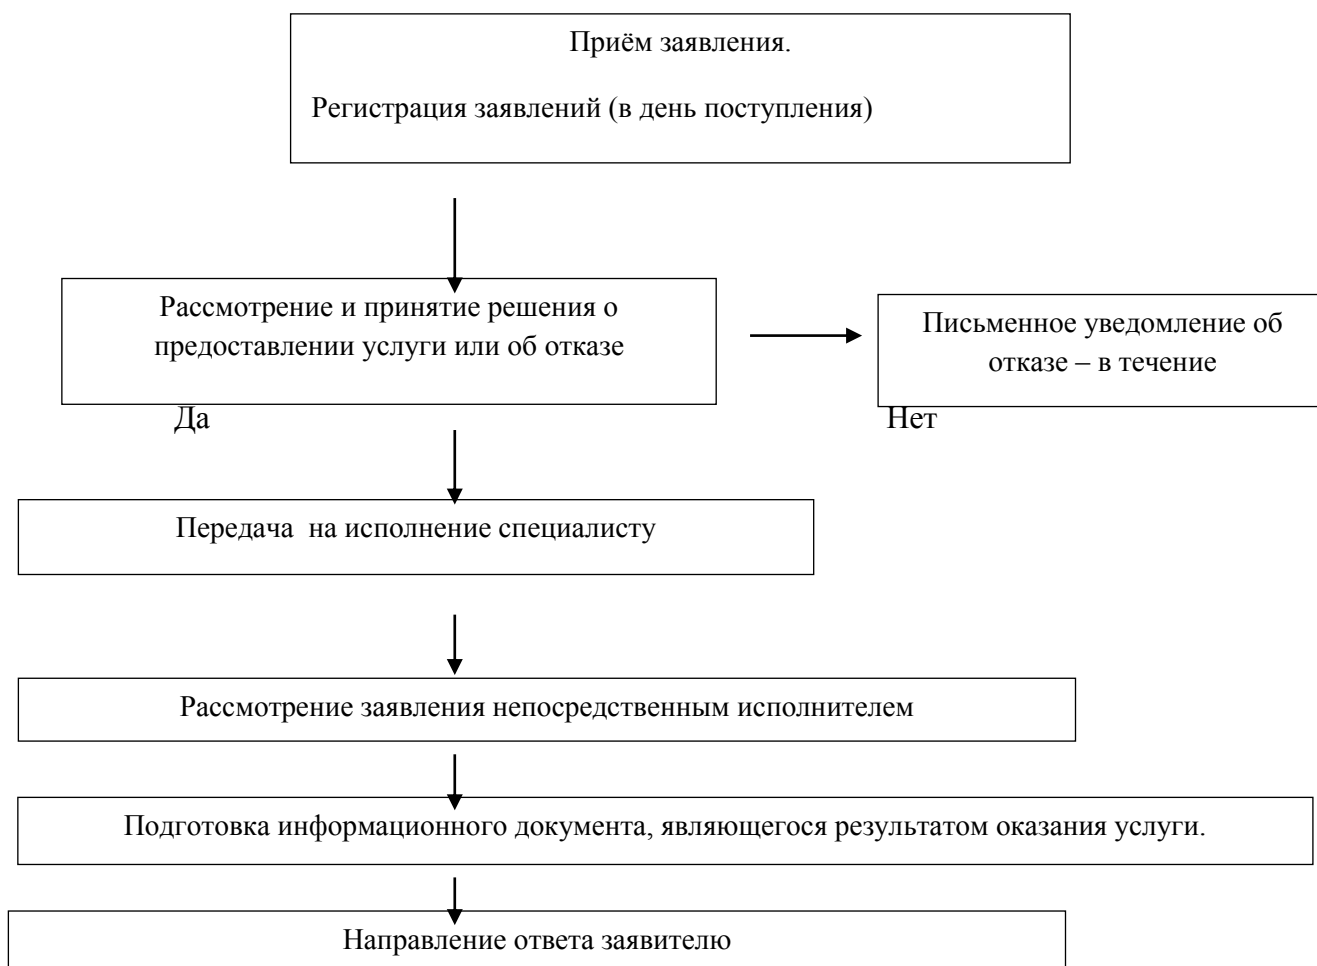 Приём заявления.
Регистрация заявлений (в день поступления)
Рассмотрение и принятие решения о
предоставлении услуги или об отказе
Письменное уведомление об
отказе – в течение
Да
Нет
Передача  на исполнение специалисту
Рассмотрение заявления непосредственным исполнителем
Подготовка информационного документа, являющегося результатом оказания услуги.
Направление ответа заявителю